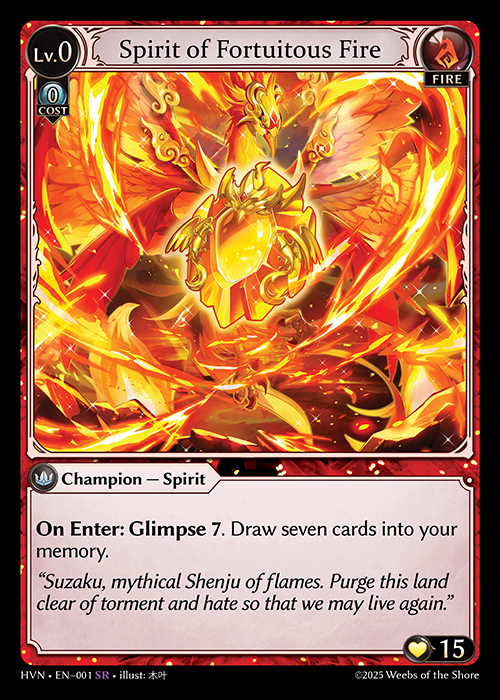 Lv.0
Spirit of Fortuitous Fire
FIRE
0
COST
Champion — Spirit
On Enter: Glimpse 7. Draw seven cards into your
memory.
“Suzaku, mythical Shenju of flames. Purge this land
clear of torment and hate so that we may live again.”
15
HVN • EN–001 SR • illust: 木叶
©2025 Weebs of the Shore